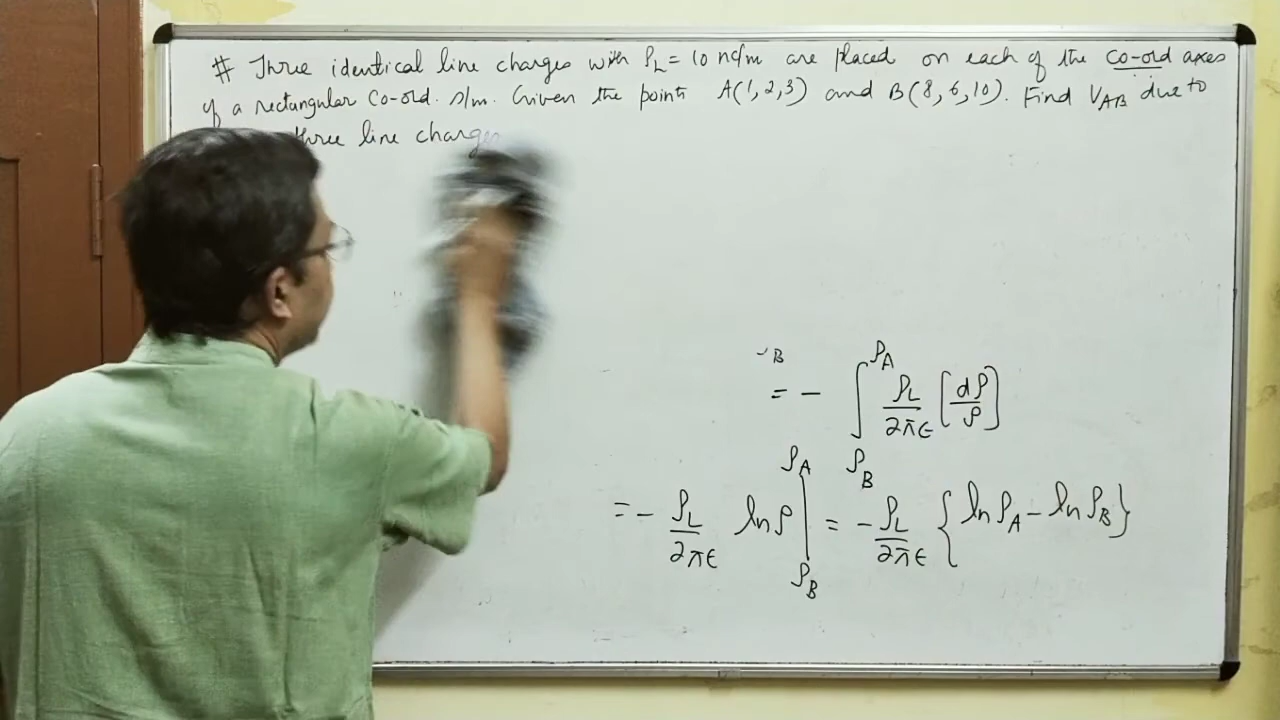 # Three identical line charges with ρL = 10 nc/m are placed on each of the co-ord axes
of a rectangular co-ord. s/m. Given the points A(1,2,3) and B(8,6,10). Find VAB due to
three line charges
B
= - ∫ρB^ρA ρL/2πϵ [dρ/ρ]
= - ρL/2πϵ ln ρ |ρB^ρA = - ρL/2πϵ { ln ρA - ln ρB }